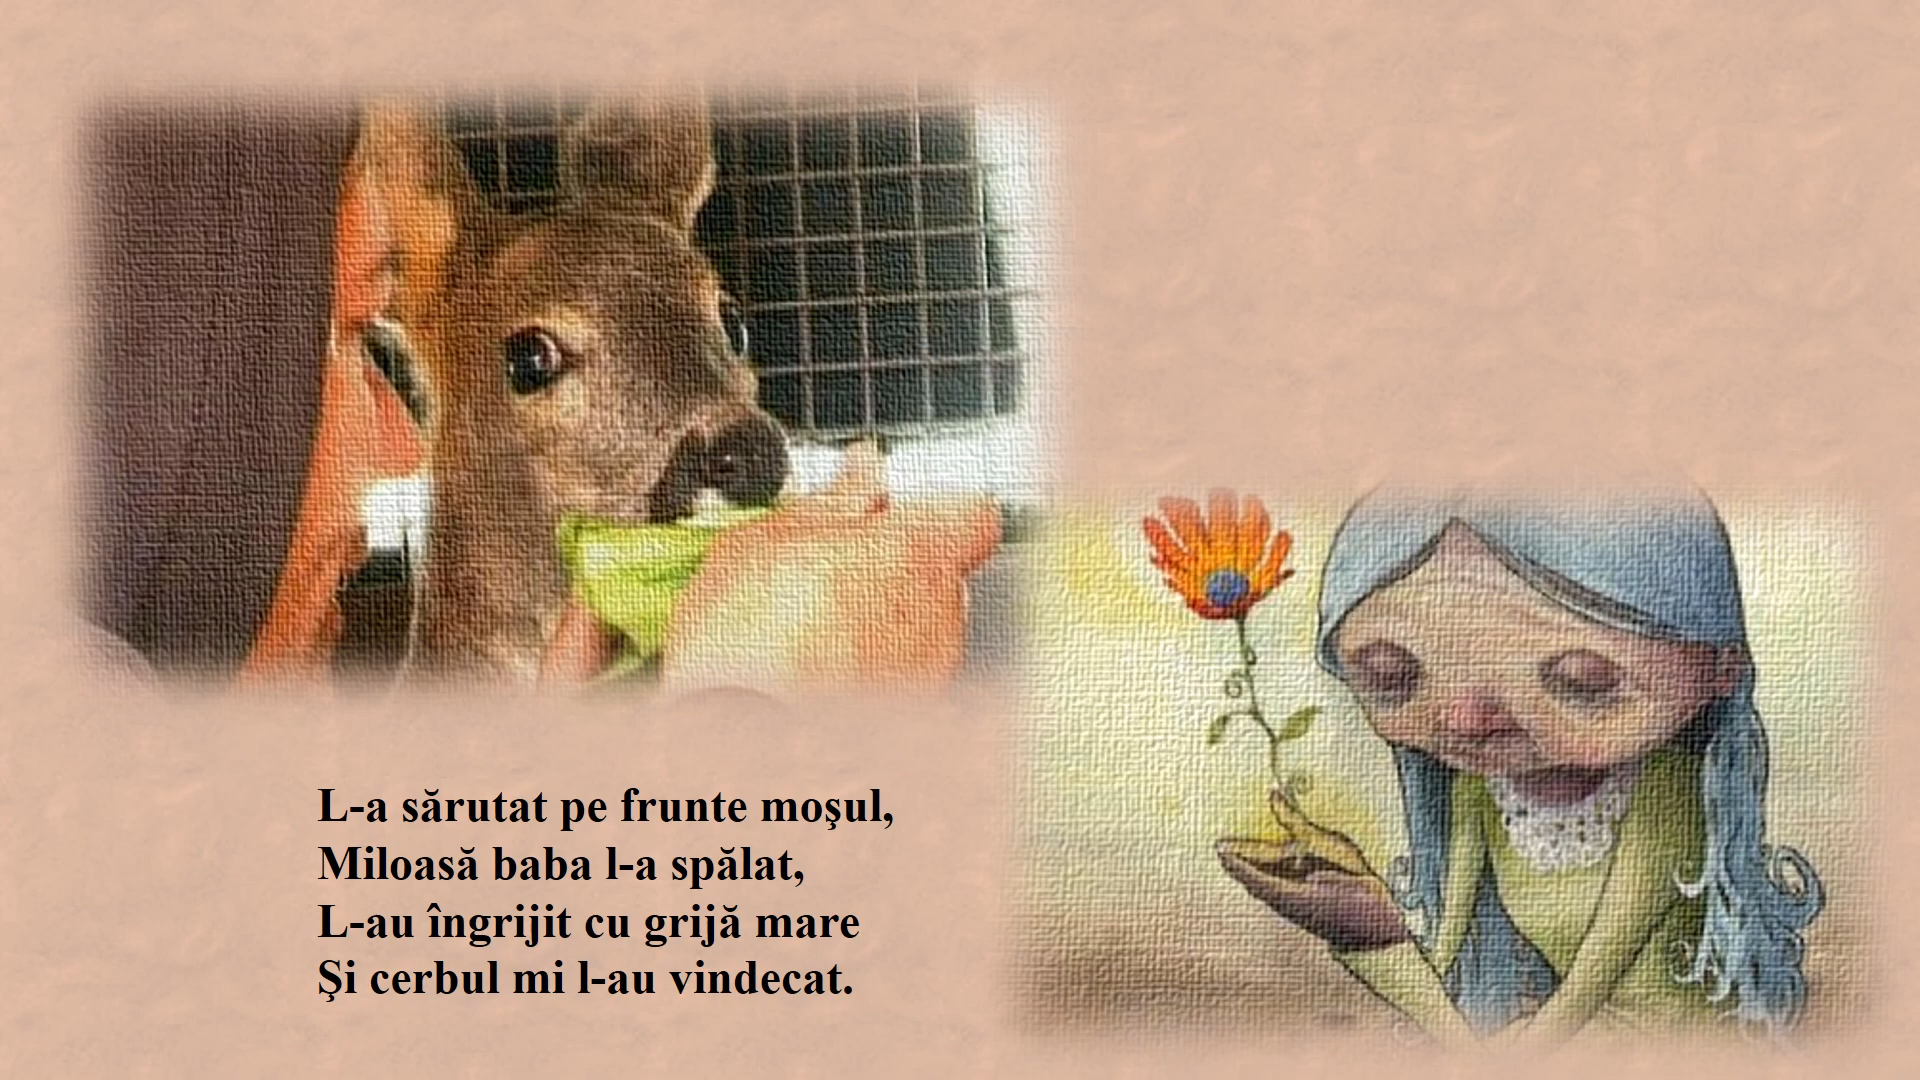 L-a sărutat pe frunte moşul,
Miloasă baba l-a spălat,
L-au îngrijit cu grijă mare
Şi cerbul mi l-au vindecat.